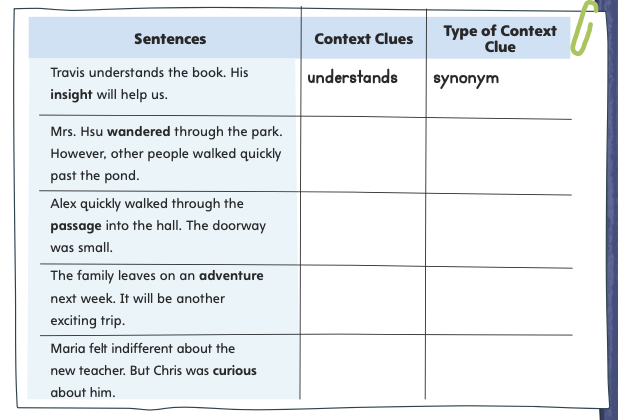 Sentences
Context Clues
Type of Context
Clue
Travis understands the book. His
insight will help us.
understands
synonym
Mrs. Hsu wandered through the park.
However, other people walked quickly
past the pond.
Alex quickly walked through the
passage into the hall. The doorway
was small.
The family leaves on an adventure
next week. It will be another
exciting trip.
Maria felt indifferent about the
new teacher. But Chris was curious
about him.